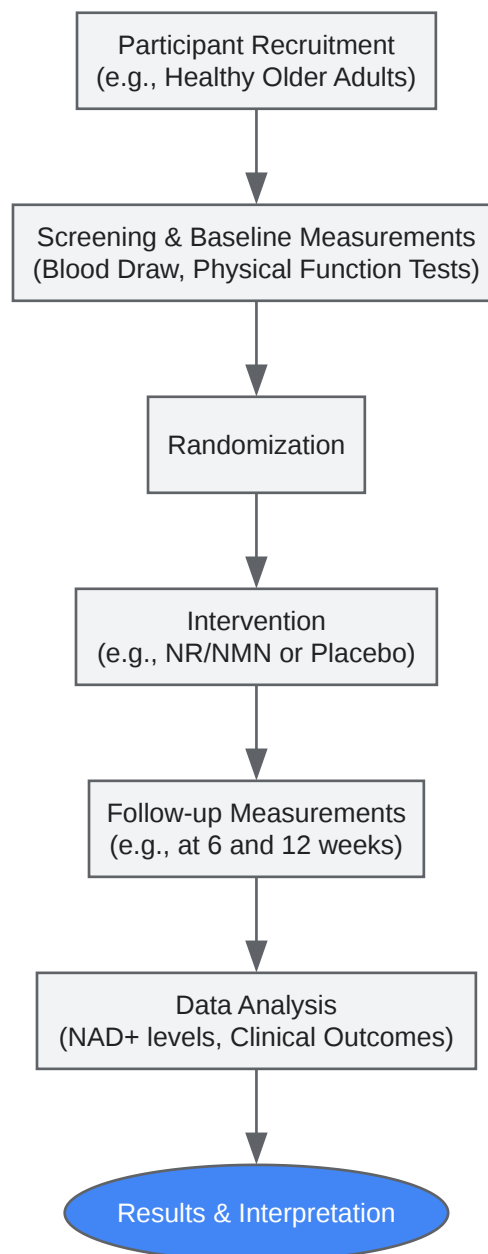 Participant Recruitment
(e.g., Healthy Older Adults)
Screening & Baseline Measurements
(Blood Draw, Physical Function Tests)
Randomization
Intervention
(e.g., NR/NMN or Placebo)
Follow-up Measurements
(e.g., at 6 and 12 weeks)
Data Analysis
(NAD+ levels, Clinical Outcomes)
Results & Interpretation